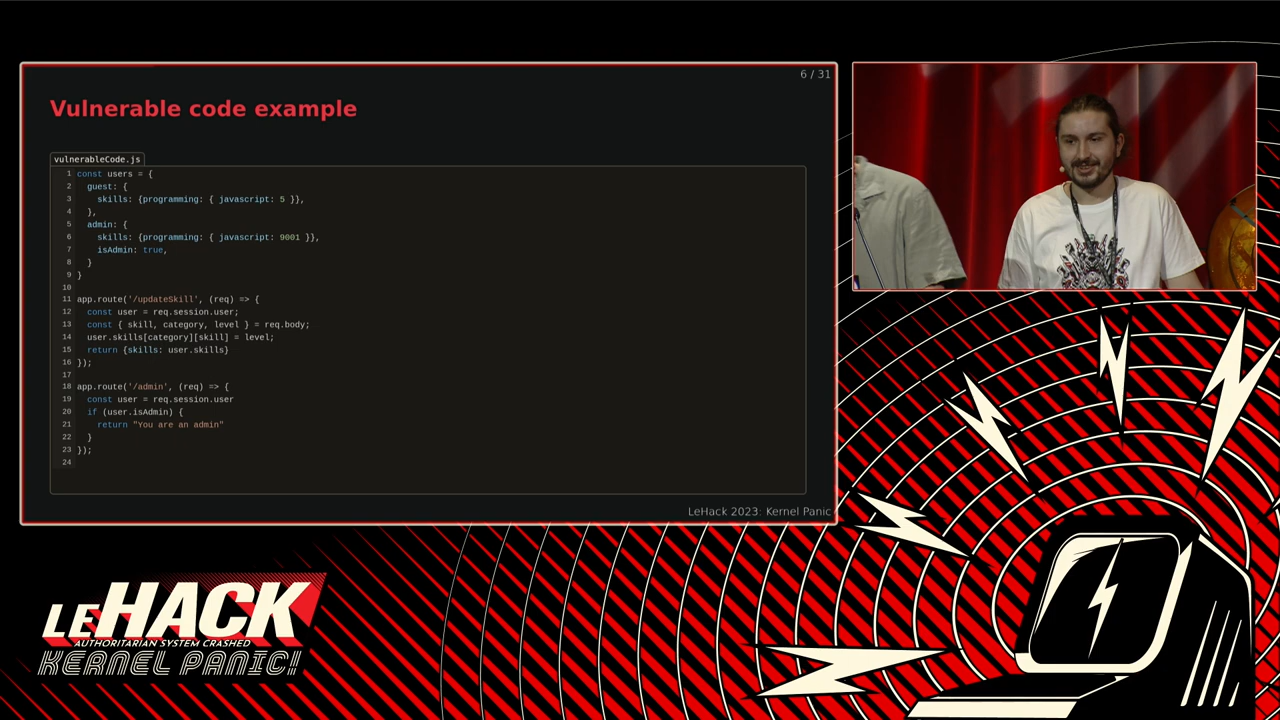 6 / 31
Vulnerable code example
vulnerableCode.js
1 const users = {
2   guest: {
3     skills: {programming: { javascript: 5 }},
4   },
5   admin: {
6     skills: {programming: { javascript: 9001 }},
7     isAdmin: true,
8   }
9 }
10
11 app.route('/updateSkill', (req) => {
12   const user = req.session.user;
13   const { skill, category, level } = req.body;
14   user.skills[category][skill] = level;
15   return {skills: user.skills}
16 });
17
18 app.route('/admin', (req) => {
19   const user = req.session.user
20   if (user.isAdmin) {
21     return "You are an admin"
22   }
23 });
24
LeHack 2023: Kernel Panic
LEHACK
AUTHORITARIAN SYSTEM CRASHED
KERNEL PANIC!